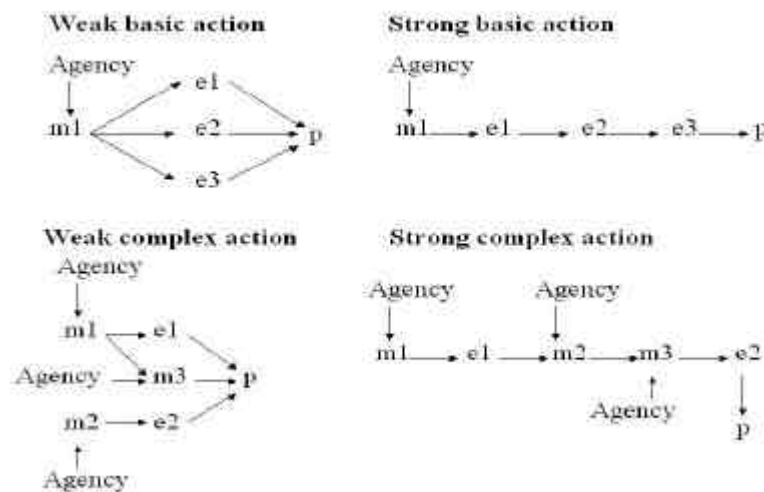 Weak basic action
Agency
e1
m1 e2 p
e3
Strong basic action
Agency
m1 e1 e2 e3 p
Weak complex action
Agency
m1 e1
Agency m3 p
m2 e2
Agency
Strong complex action
Agency Agency
m1 e1 m2 m3 e2
Agency
p